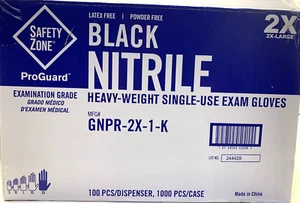 LATEX FREE | POWDER FREE
SAFETY
ZONE
ProGuard
BLACK
NITRILE
2X
2X-LARGE
EXAMINATION GRADE
GRADO MÉDICO
D'EXAMEN MÉDICAL
HEAVY-WEIGHT SINGLE-USE EXAM GLOVES
MFG#
GNPR-2X-1-K
LOT NO.
244429
100 PCS/DISPENSER, 1000 PCS/CASE
Made in China